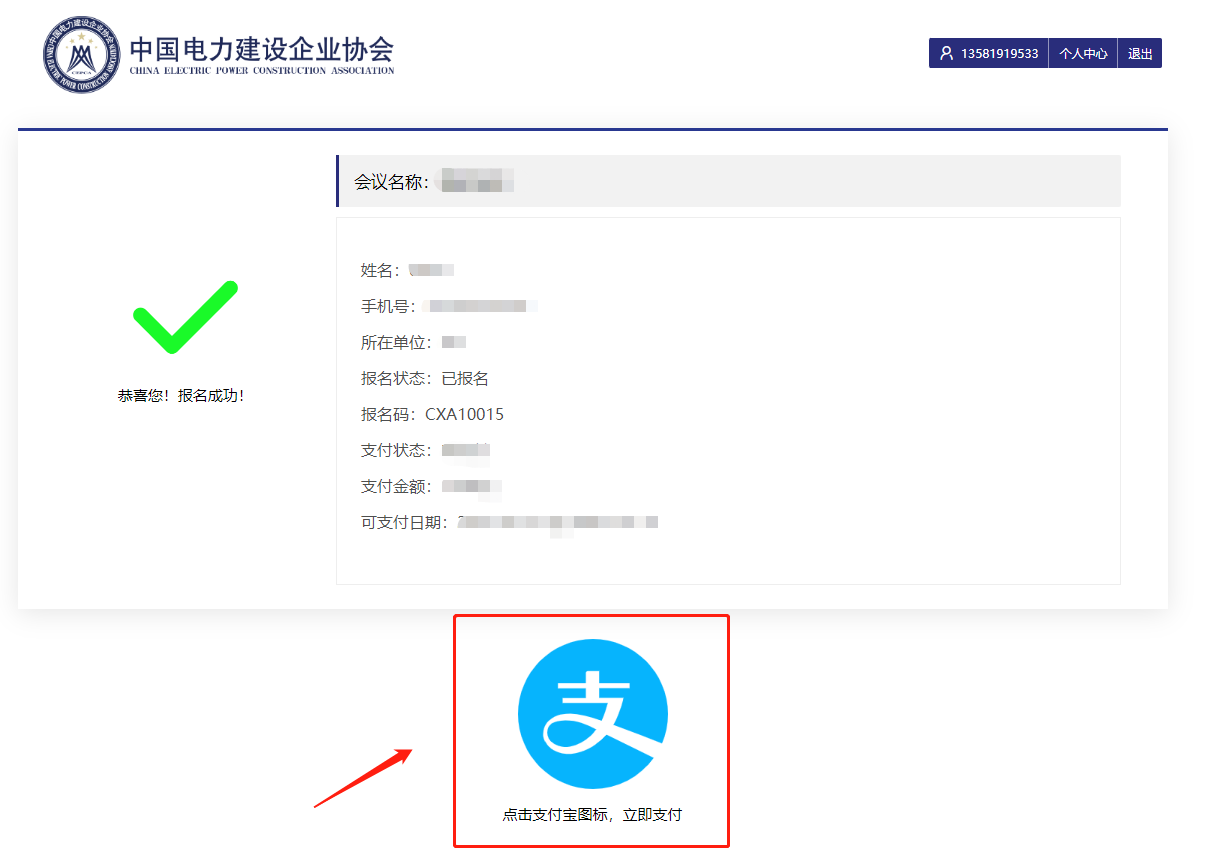 中国电力建设企业协会
CHINA ELECTRIC POWER CONSTRUCTION ASSOCIATION
13581919533 个人中心 退出
会议名称：
姓名：
手机号：
所在单位：
报名状态：已报名
报名码：CXA10015
支付状态：
支付金额：
可支付日期：
恭喜您！报名成功！
支
点击支付宝图标，立即支付